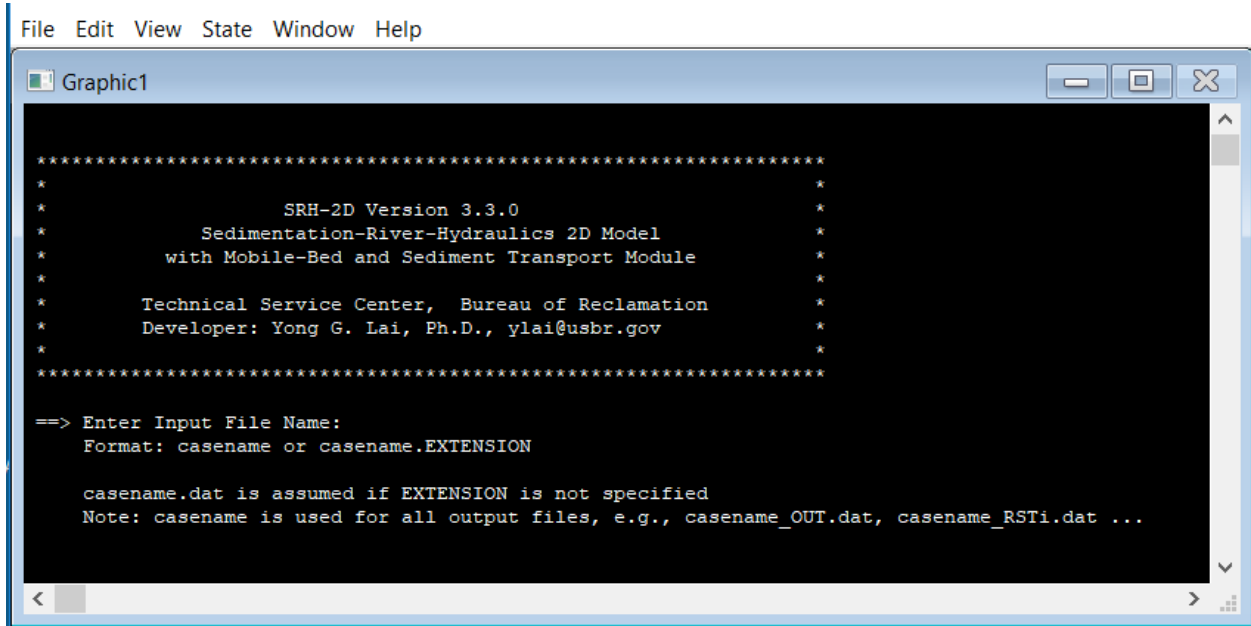 File Edit View State Window Help
Graphic1
********************************************************************
* *
* SRH-2D Version 3.3.0 *
* Sedimentation-River-Hydraulics 2D Model *
* with Mobile-Bed and Sediment Transport Module *
* *
* Technical Service Center, Bureau of Reclamation *
* Developer: Yong G. Lai, Ph.D., ylai@usbr.gov *
* *
********************************************************************
==> Enter Input File Name:
Format: casename or casename.EXTENSION
casename.dat is assumed if EXTENSION is not specified
Note: casename is used for all output files, e.g., casename_OUT.dat, casename_RSTi.dat ...